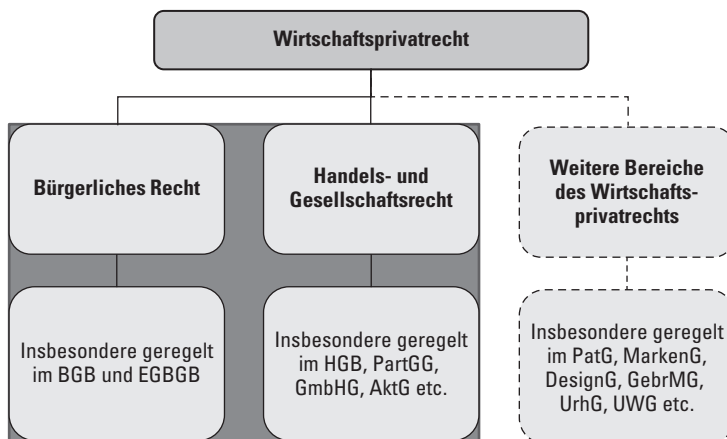 Wirtschaftsprivatrecht
Bürgerliches Recht
Handels- und
Gesellschaftsrecht
Weitere Bereiche
des Wirtschafts-
privatrechts
Insbesondere geregelt
im BGB und EGBGB
Insbesondere geregelt
im HGB, PartGG,
GmbHG, AktG etc.
Insbesondere geregelt
im PatG, MarkenG,
DesignG, GebrMG,
UrhG, UWG etc.